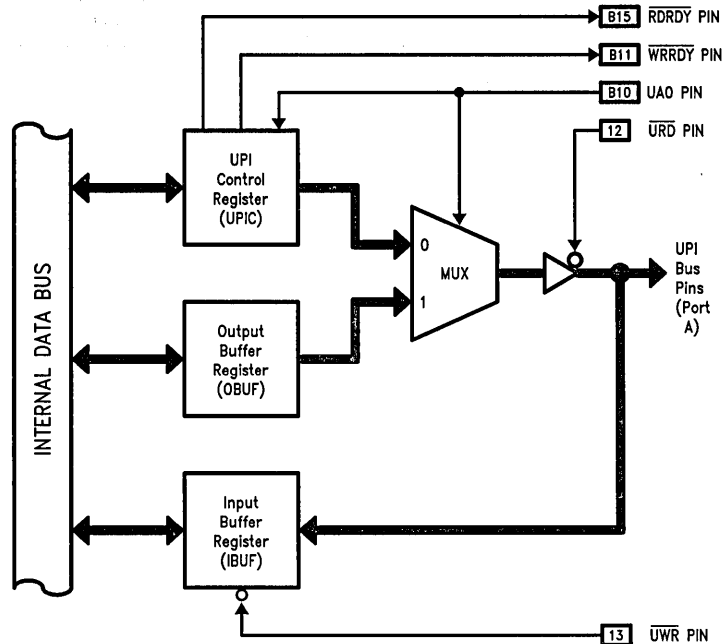 B15 RDRDY PIN
B11 WRRDY PIN
B10 UA0 PIN
12 URD PIN
UPI
Control
Register
(UPIC)
0
MUX
1
UPI
Bus
Pins
(Port
A)
INTERNAL DATA BUS
Output
Buffer
Register
(OBUF)
Input
Buffer
Register
(IBUF)
13 UWR PIN